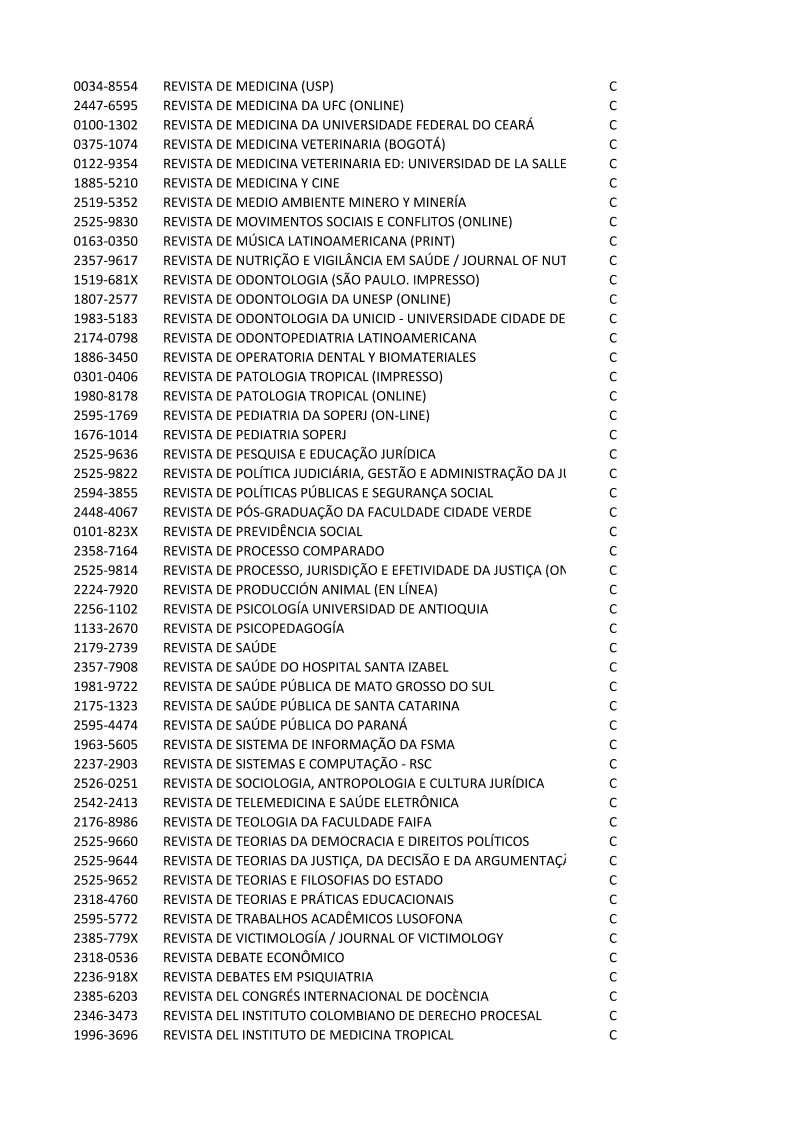 0034-8554 REVISTA DE MEDICINA (USP) C
2447-6595 REVISTA DE MEDICINA DA UFC (ONLINE) C
0100-1302 REVISTA DE MEDICINA DA UNIVERSIDADE FEDERAL DO CEARÁ C
0375-1074 REVISTA DE MEDICINA VETERINARIA (BOGOTÁ) C
0122-9354 REVISTA DE MEDICINA VETERINARIA ED: UNIVERSIDAD DE LA SALLE C
1885-5210 REVISTA DE MEDICINA Y CINE C
2519-5352 REVISTA DE MEDIO AMBIENTE MINERO Y MINERÍA C
2525-9830 REVISTA DE MOVIMENTOS SOCIAIS E CONFLITOS (ONLINE) C
0163-0350 REVISTA DE MÚSICA LATINOAMERICANA (PRINT) C
2357-9617 REVISTA DE NUTRIÇÃO E VIGILÂNCIA EM SAÚDE / JOURNAL OF NUT C
1519-681X REVISTA DE ODONTOLOGIA (SÃO PAULO. IMPRESSO) C
1807-2577 REVISTA DE ODONTOLOGIA DA UNESP (ONLINE) C
1983-5183 REVISTA DE ODONTOLOGIA DA UNICID - UNIVERSIDADE CIDADE DE C
2174-0798 REVISTA DE ODONTOPEDIATRIA LATINOAMERICANA C
1886-3450 REVISTA DE OPERATORIA DENTAL Y BIOMATERIALES C
0301-0406 REVISTA DE PATOLOGIA TROPICAL (IMPRESSO) C
1980-8178 REVISTA DE PATOLOGIA TROPICAL (ONLINE) C
2595-1769 REVISTA DE PEDIATRIA DA SOPERJ (ON-LINE) C
1676-1014 REVISTA DE PEDIATRIA SOPERJ C
2525-9636 REVISTA DE PESQUISA E EDUCAÇÃO JURÍDICA C
2525-9822 REVISTA DE POLÍTICA JUDICIÁRIA, GESTÃO E ADMINISTRAÇÃO DA JU C
2594-3855 REVISTA DE POLÍTICAS PÚBLICAS E SEGURANÇA SOCIAL C
2448-4067 REVISTA DE PÓS-GRADUAÇÃO DA FACULDADE CIDADE VERDE C
0101-823X REVISTA DE PREVIDÊNCIA SOCIAL C
2358-7164 REVISTA DE PROCESSO COMPARADO C
2525-9814 REVISTA DE PROCESSO, JURISDIÇÃO E EFETIVIDADE DA JUSTIÇA (ON C
2224-7920 REVISTA DE PRODUCCIÓN ANIMAL (EN LÍNEA) C
2256-1102 REVISTA DE PSICOLOGÍA UNIVERSIDAD DE ANTIOQUIA C
1133-2670 REVISTA DE PSICOPEDAGOGÍA C
2179-2739 REVISTA DE SAÚDE C
2357-7908 REVISTA DE SAÚDE DO HOSPITAL SANTA IZABEL C
1981-9722 REVISTA DE SAÚDE PÚBLICA DE MATO GROSSO DO SUL C
2175-1323 REVISTA DE SAÚDE PÚBLICA DE SANTA CATARINA C
2595-4474 REVISTA DE SAÚDE PÚBLICA DO PARANÁ C
1963-5605 REVISTA DE SISTEMA DE INFORMAÇÃO DA FSMA C
2237-2903 REVISTA DE SISTEMAS E COMPUTAÇÃO - RSC C
2526-0251 REVISTA DE SOCIOLOGIA, ANTROPOLOGIA E CULTURA JURÍDICA C
2542-2413 REVISTA DE TELEMEDICINA E SAÚDE ELETRÔNICA C
2176-8986 REVISTA DE TEOLOGIA DA FACULDADE FAIFA C
2525-9660 REVISTA DE TEORIAS DA DEMOCRACIA E DIREITOS POLÍTICOS C
2525-9644 REVISTA DE TEORIAS DA JUSTIÇA, DA DECISÃO E DA ARGUMENTAÇÃ C
2525-9652 REVISTA DE TEORIAS E FILOSOFIAS DO ESTADO C
2318-4760 REVISTA DE TEORIAS E PRÁTICAS EDUCACIONAIS C
2595-5772 REVISTA DE TRABALHOS ACADÊMICOS LUSOFONA C
2385-779X REVISTA DE VICTIMOLOGÍA / JOURNAL OF VICTIMOLOGY C
2318-0536 REVISTA DEBATE ECONÔMICO C
2236-918X REVISTA DEBATES EM PSIQUIATRIA C
2385-6203 REVISTA DEL CONGRÉS INTERNACIONAL DE DOCÈNCIA C
2346-3473 REVISTA DEL INSTITUTO COLOMBIANO DE DERECHO PROCESAL C
1996-3696 REVISTA DEL INSTITUTO DE MEDICINA TROPICAL C